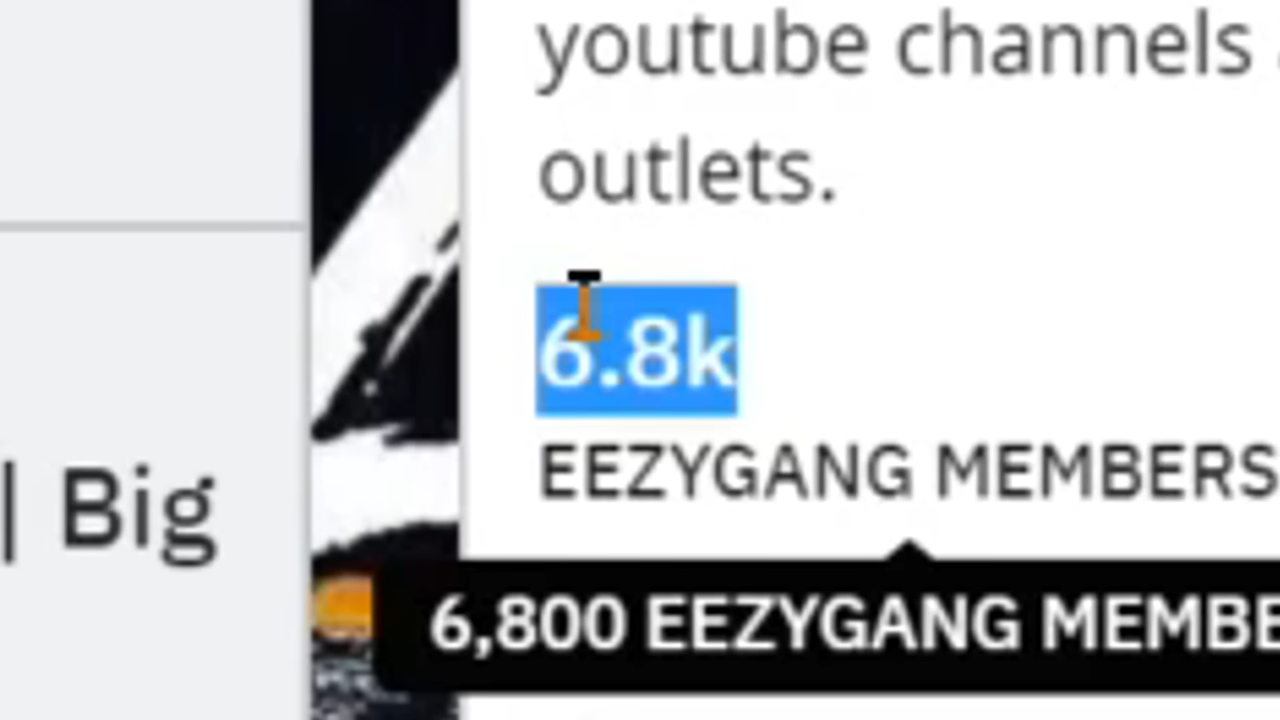 youtube channels
outlets.
6.8k
EEZYGANG MEMBERS
| Big
6,800 EEZYGANG MEMBE